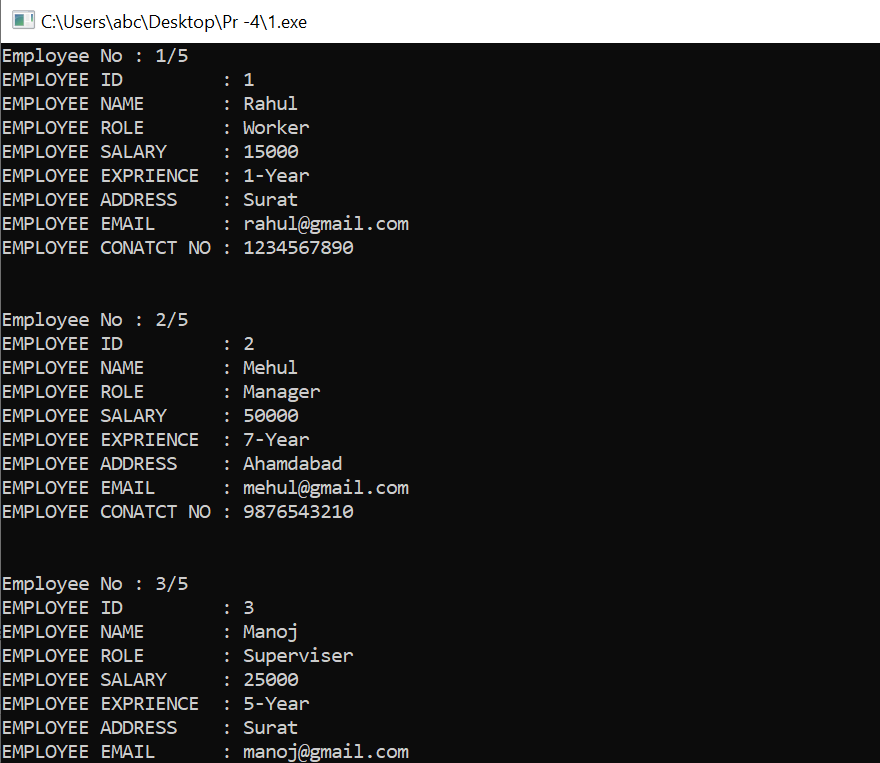 C:\Users\abc\Desktop\Pr -4\1.exe
Employee No : 1/5
EMPLOYEE ID         : 1
EMPLOYEE NAME       : Rahul
EMPLOYEE ROLE       : Worker
EMPLOYEE SALARY     : 15000
EMPLOYEE EXPRIENCE  : 1-Year
EMPLOYEE ADDRESS    : Surat
EMPLOYEE EMAIL      : rahul@gmail.com
EMPLOYEE CONATCT NO : 1234567890
Employee No : 2/5
EMPLOYEE ID         : 2
EMPLOYEE NAME       : Mehul
EMPLOYEE ROLE       : Manager
EMPLOYEE SALARY     : 50000
EMPLOYEE EXPRIENCE  : 7-Year
EMPLOYEE ADDRESS    : Ahamdabad
EMPLOYEE EMAIL      : mehul@gmail.com
EMPLOYEE CONATCT NO : 9876543210
Employee No : 3/5
EMPLOYEE ID         : 3
EMPLOYEE NAME       : Manoj
EMPLOYEE ROLE       : Superviser
EMPLOYEE SALARY     : 25000
EMPLOYEE EXPRIENCE  : 5-Year
EMPLOYEE ADDRESS    : Surat
EMPLOYEE EMAIL      : manoj@gmail.com